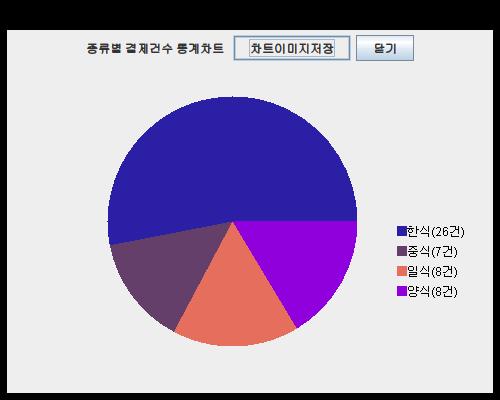 종류별 결제건수 통계차트 차트이미지저장 닫기
한식(26건)
중식(7건)
일식(8건)
양식(8건)